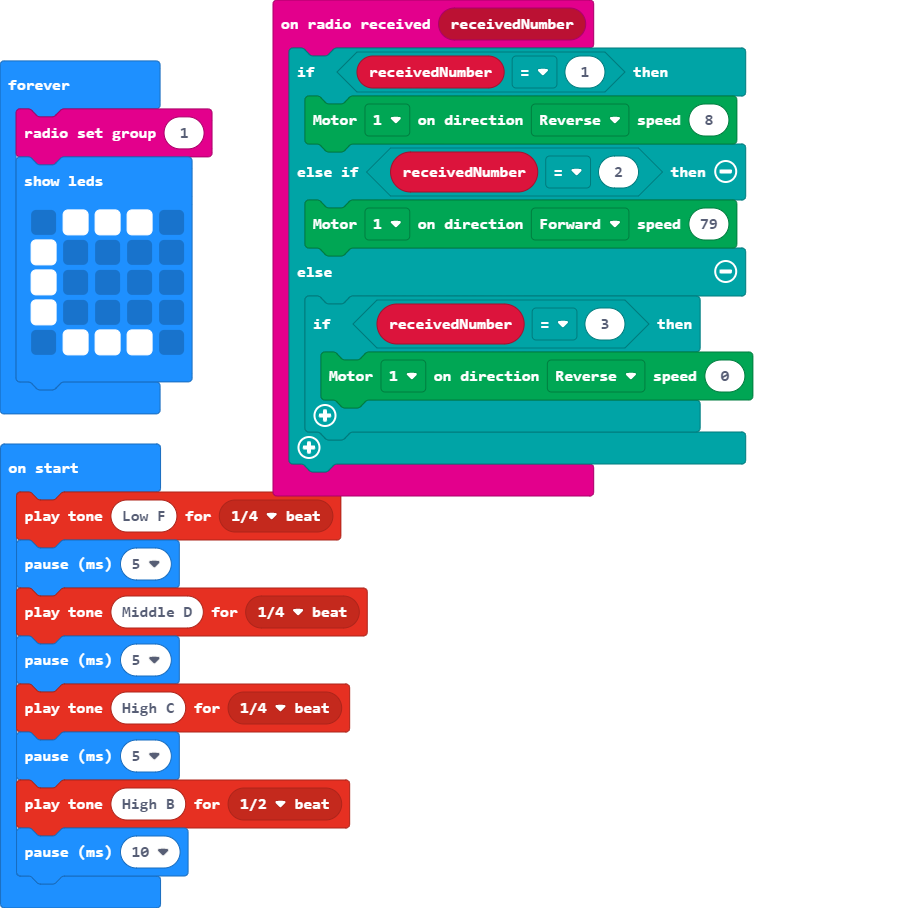 forever
radio set group 1
show leds
on start
play tone Low F for 1/4 beat
pause (ms) 5
play tone Middle D for 1/4 beat
pause (ms) 5
play tone High C for 1/4 beat
pause (ms) 5
play tone High B for 1/2 beat
pause (ms) 10
on radio received receivedNumber
if receivedNumber = 1 then
Motor 1 on direction Reverse speed 8
else if receivedNumber = 2 then
Motor 1 on direction Forward speed 79
else
if receivedNumber = 3 then
Motor 1 on direction Reverse speed 0